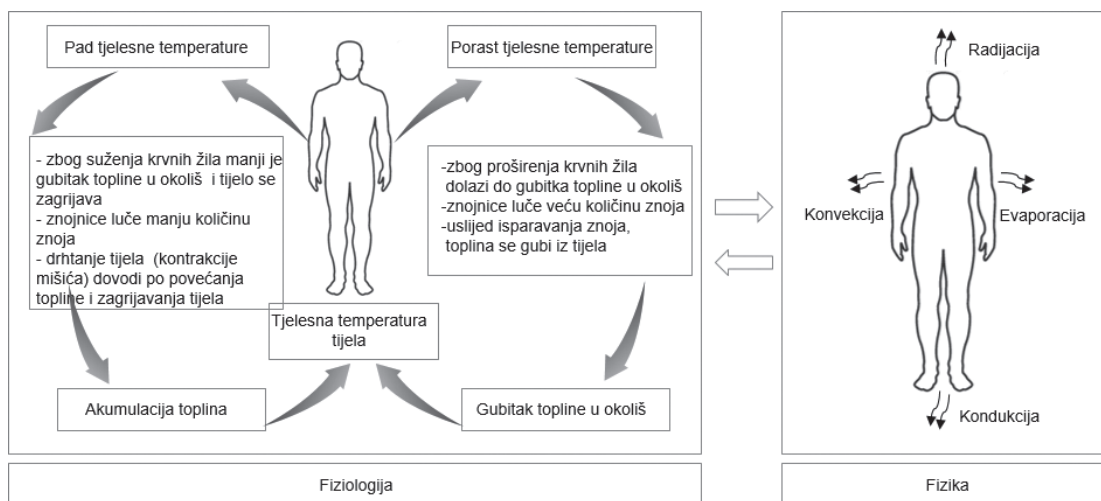 Pad tjelesne temperature
Porast tjelesne temperature
- zbog suženja krvnih žila manji je
gubitak topline u okoliš i tijelo se
zagrijava
- znojnice luče manju količinu
znoja
- drhtanje tijela (kontrakcije
mišića) dovodi po povećanja
topline i zagrijavanja tijela
-zbog proširenja krvnih žila
dolazi do gubitka topline u okoliš
-znojnice luče veću količinu znoja
-uslijed isparavanja znoja,
toplina se gubi iz tijela
Tjelesna temperatura
tijela
Akumulacija toplina
Gubitak topline u okoliš
Fiziologija
Radijacija
Konvekcija
Evaporacija
Kondukcija
Fizika